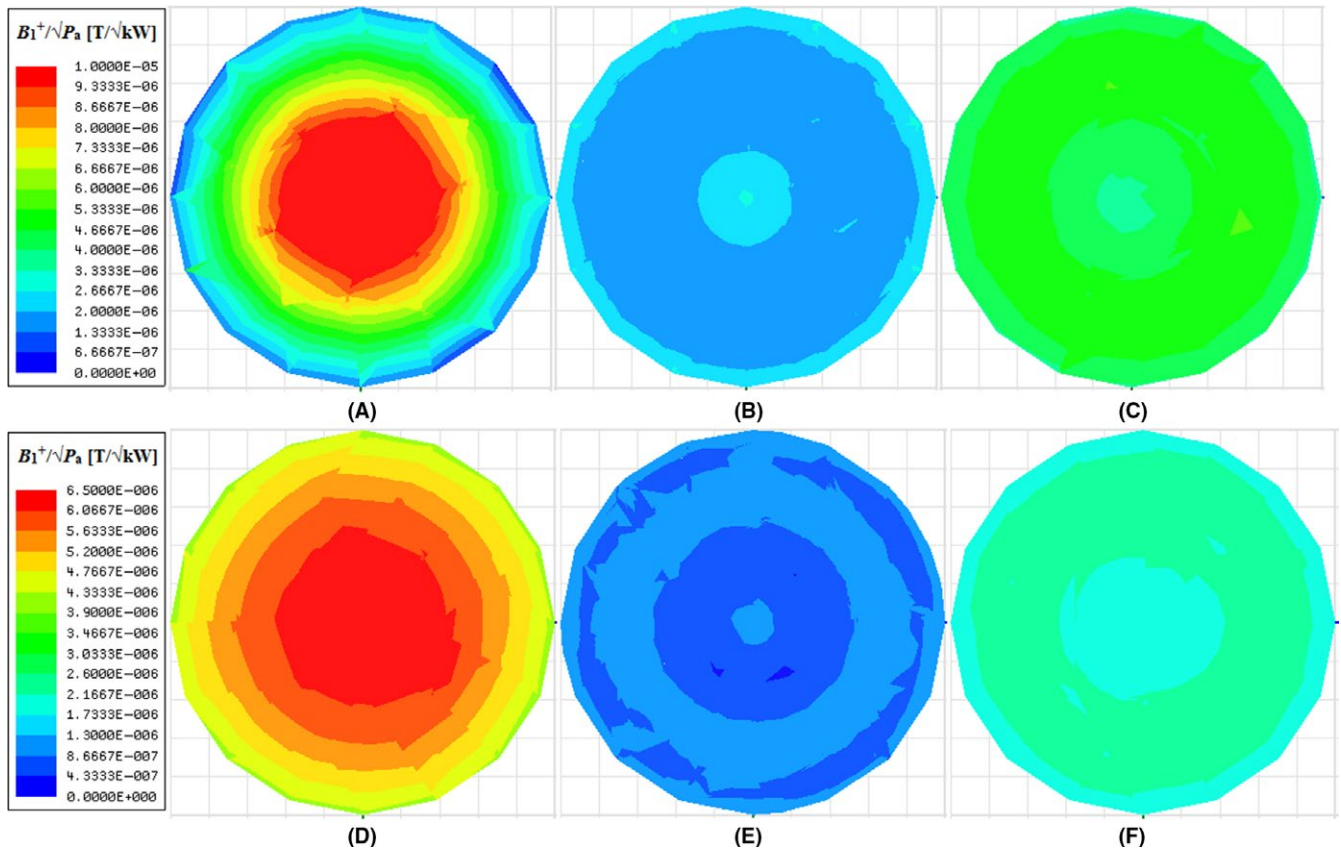 B₁⁺/√Pₐ [T/√kW]
1.0000E-05
9.3333E-06
8.6667E-06
8.0000E-06
7.3333E-06
6.6667E-06
6.0000E-06
5.3333E-06
4.6667E-06
4.0000E-06
3.3333E-06
2.6667E-06
2.0000E-06
1.3333E-06
6.6667E-07
0.0000E+00
(A) (B) (C)
B₁⁺/√Pₐ [T/√kW]
6.5000E-006
6.0667E-006
5.6333E-006
5.2000E-006
4.7667E-006
4.3333E-006
3.9000E-006
3.4667E-006
3.0333E-006
2.6000E-006
2.1667E-006
1.7333E-006
1.3000E-006
8.6667E-007
4.3333E-007
0.0000E+000
(D) (E) (F)